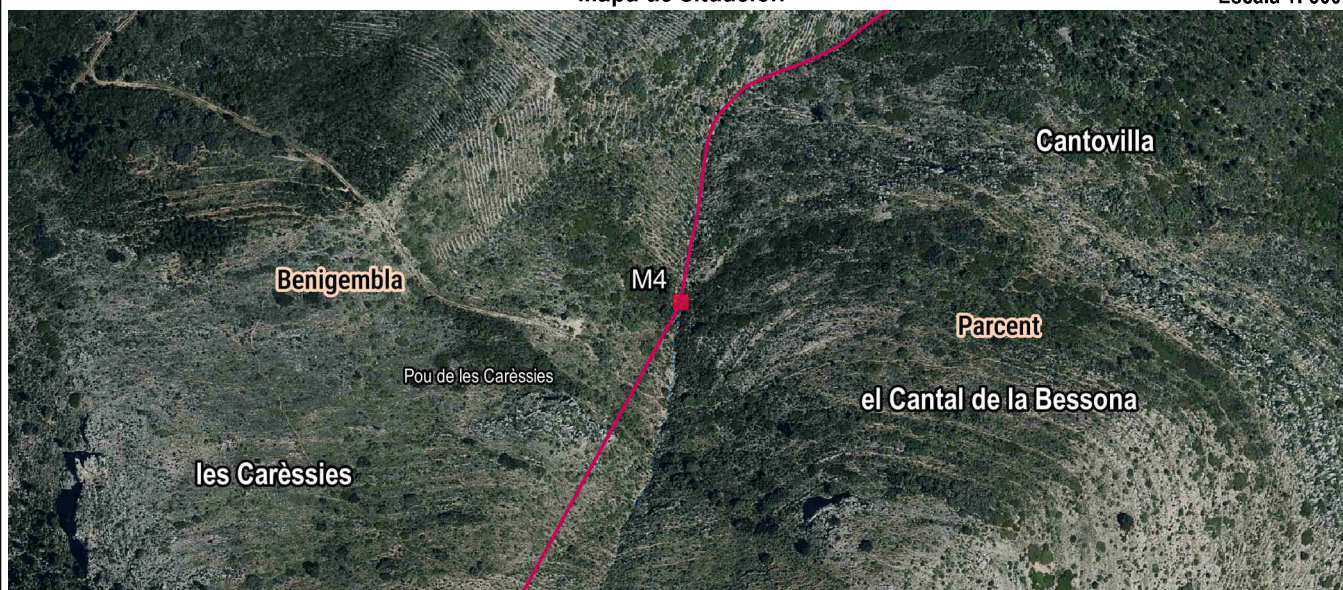 Cantovilla
Benigembla
M4
Parcent
Pou de les Carèssies
el Cantal de la Bessona
les Carèssies